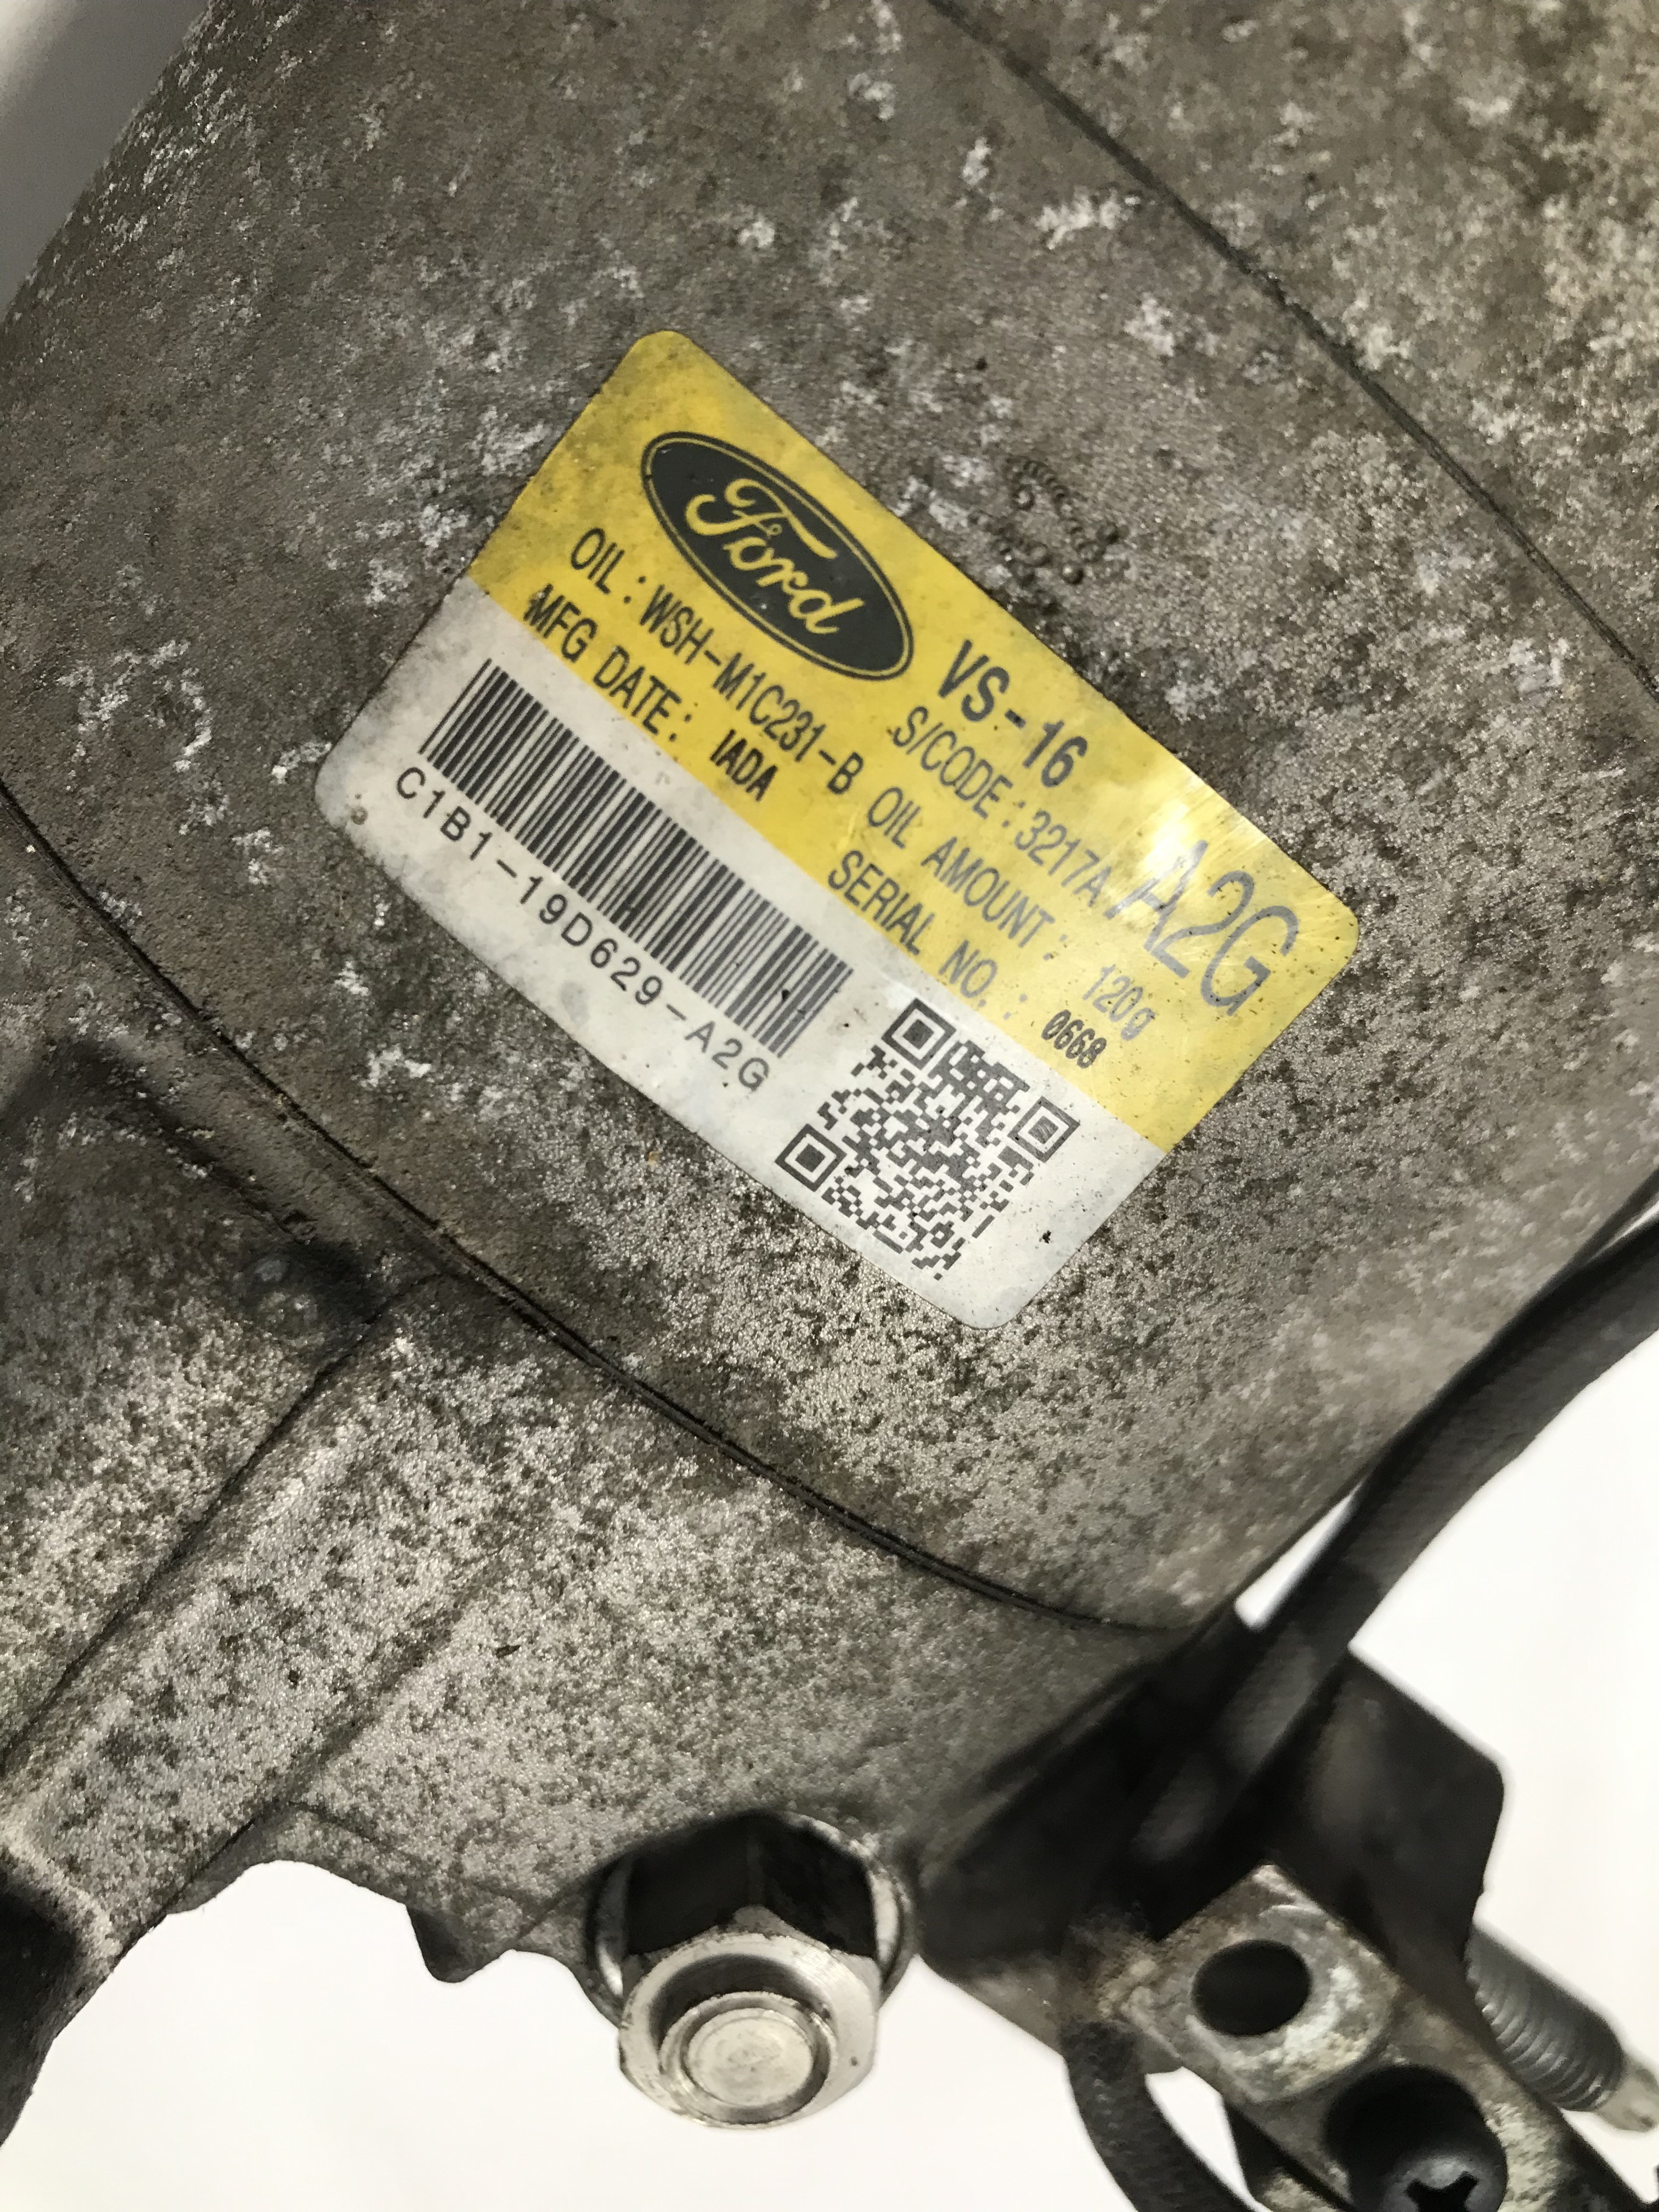 Ford
VS-16
A2G
S/CODE : 3217A
OIL : WSH-M1C231-B OIL AMOUNT : 120g
MFG DATE : IADA SERIAL NO. : 0668
C1B1-19D629-A2G